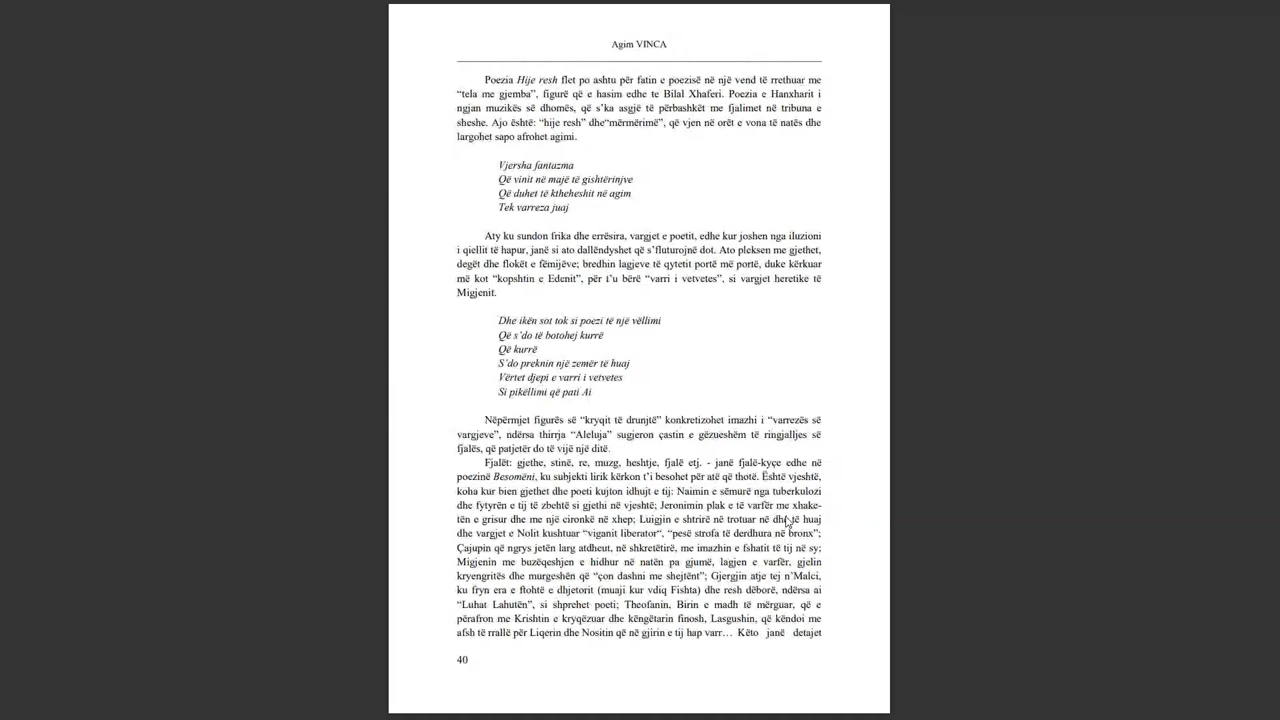 Agim VINCA
Poezia Hije resh flet po ashtu për fatin e poezisë në një vend të rrethuar me
“tela me gjemba”, figurë që e hasim edhe te Bilal Xhaferi. Poezia e Hanxharit i
ngjan muzikës së dhomës, që s’ka asgjë të përbashkët me fjalimet në tribuna e
sheshe. Ajo është: “hije resh” dhe“mërmërimë”, që vjen në orët e vona të natës dhe
largohet sapo afrohet agimi.
Vjersha fantazma
Që vinit në majë të gishtërinjve
Që duhet të ktheheshit në agim
Tek varreza juaj
Aty ku sundon frika dhe errësira, vargjet e poetit, edhe kur joshen nga iluzioni
i qiellit të hapur, janë si ato dallëndyshet që s’fluturojnë dot. Ato pleksen me gjethet,
degët dhe flokët e fëmijëve; bredhin lagjeve të qytetit portë më portë, duke kërkuar
më kot “kopshtin e Edenit”, për t’u bërë “varri i vetvetes”, si vargjet heretike të
Migjenit.
Dhe ikën sot tok si poezi të një vëllimi
Që s’do të botohej kurrë
Që kurrë
S’do preknin një zemër të huaj
Vërtet djepi e varri i vetvetes
Si pikëllimi që pati Ai
Nëpërmjet figurës së “kryqit të drunjtë” konkretizohet imazhi i “varrezës së
vargjeve”, ndërsa thirrja “Aleluja” sugjeron çastin e gëzueshëm të ringjalljes së
fjalës, që patjetër do të vijë një ditë.
Fjalët: gjethe, stinë, re, muzg, heshtje, fjalë etj. - janë fjalë-kyçe edhe në
poezinë Besomëni, ku subjekti lirik kërkon t’i besohet për atë që thotë. Është vjeshtë,
koha kur bien gjethet dhe poeti kujton idhujt e tij: Naimin e sëmurë nga tuberkulozi
dhe fytyrën e tij të zbehtë si gjethi në vjeshtë; Jeronimin plak e të varfër me xhake-
tën e grisur dhe me një cironkë në xhep; Luigjin e shtrirë në trotuar në dhe të huaj
dhe vargjet e Nolit kushtuar “viganit liberator“, “pesë strofa të derdhura në bronx”;
Çajupin që ngrys jetën larg atdheut, në shkretëtirë, me imazhin e fshatit të tij në sy;
Migjenin me buzëqeshjen e hidhur në natën pa gjumë, lagjen e varfër, gjelin
kryengritës dhe murgeshën që “çon dashni me shejtënt”; Gjergjin atje tej n’Malci,
ku fryn era e ftohtë e dhjetorit (muaji kur vdiq Fishta) dhe resh dëborë, ndërsa ai
“Luhat Lahutën”, si shprehet poeti; Theofanin, Birin e madh të mërguar, që e
përafron me Krishtin e kryqëzuar dhe këngëtarin finosh, Lasgushin, që këndoi me
afsh të rrallë për Liqerin dhe Nositin që në gjirin e tij hap varr… Këto janë detajet
40